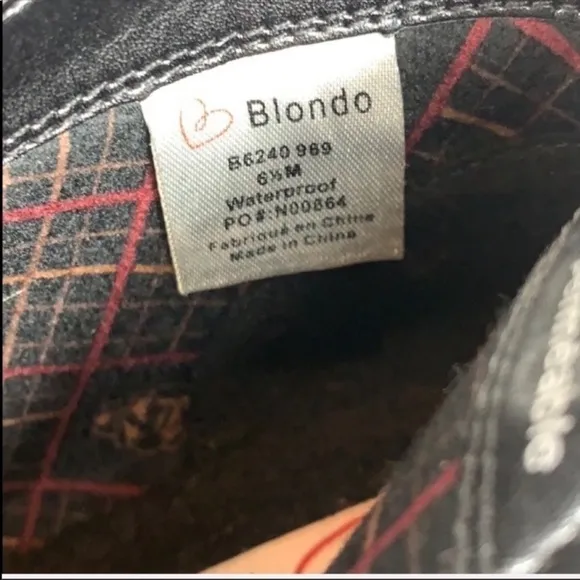 Blondo
B6240 969
6½M
Waterproof
PO#:N00864
Fabriqué en Chine
Made in China